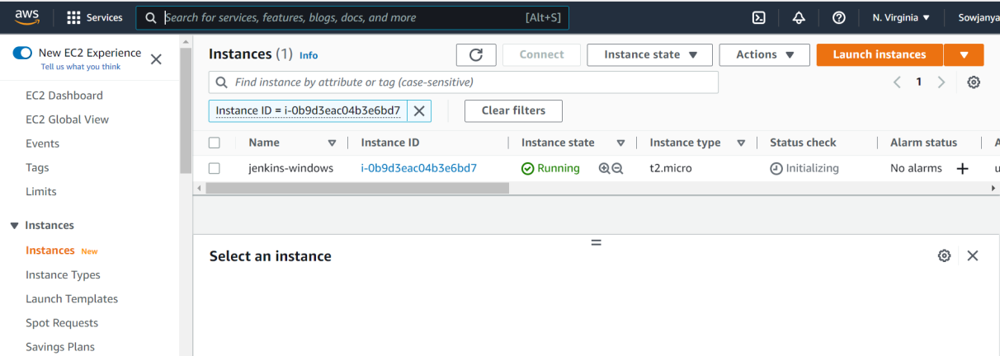 aws Services Search for services, features, blogs, docs, and more [Alt+S] N. Virginia Sowjanya
New EC2 Experience
Tell us what you think
EC2 Dashboard
EC2 Global View
Events
Tags
Limits
Instances
Instances New
Instance Types
Launch Templates
Spot Requests
Savings Plans
Instances (1) Info Connect Instance state Actions Launch instances
Find instance by attribute or tag (case-sensitive) 1
Instance ID = i-0b9d3eac04b3e6bd7 Clear filters
Name Instance ID Instance state Instance type Status check Alarm status A
jenkins-windows i-0b9d3eac04b3e6bd7 Running t2.micro Initializing No alarms + u
Select an instance